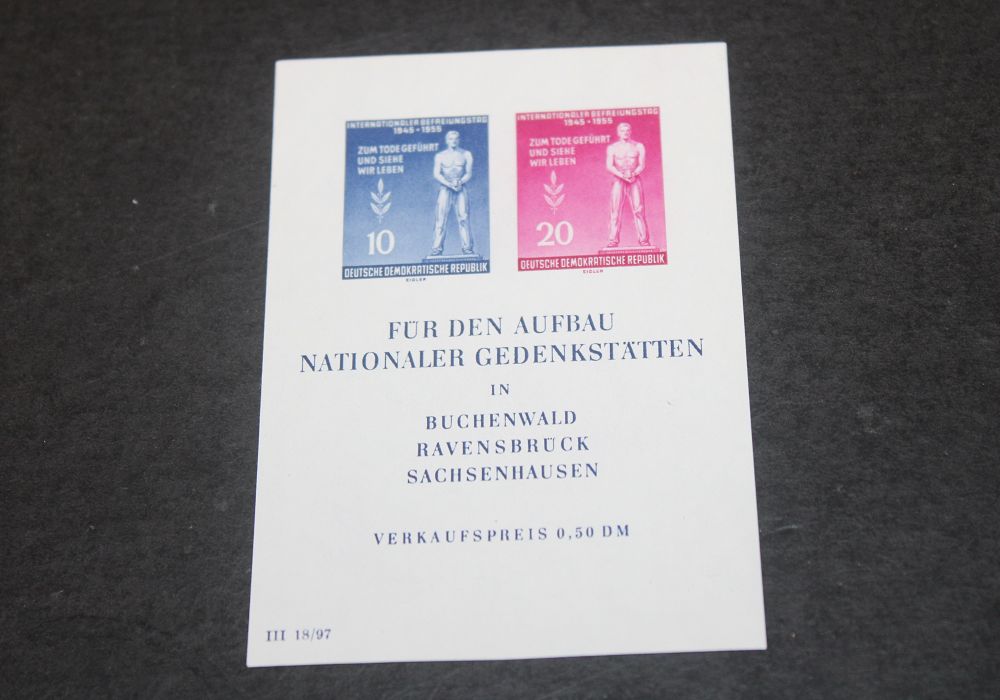 INTERNATIONALER BEFREIUNGSTAG
1945 • 1955
ZUM TODE GEFÜHRT
UND SIEHE
WIR LEBEN
10
DEUTSCHE DEMOKRATISCHE REPUBLIK
EIGLER
INTERNATIONALER BEFREIUNGSTAG
1945 • 1955
ZUM TODE GEFÜHRT
UND SIEHE
WIR LEBEN
20
DEUTSCHE DEMOKRATISCHE REPUBLIK
EIGLER
FÜR DEN AUFBAU
NATIONALER GEDENKSTÄTTEN
IN
BUCHENWALD
RAVENSBRÜCK
SACHSENHAUSEN
VERKAUFSPREIS 0,50 DM
III 18/97